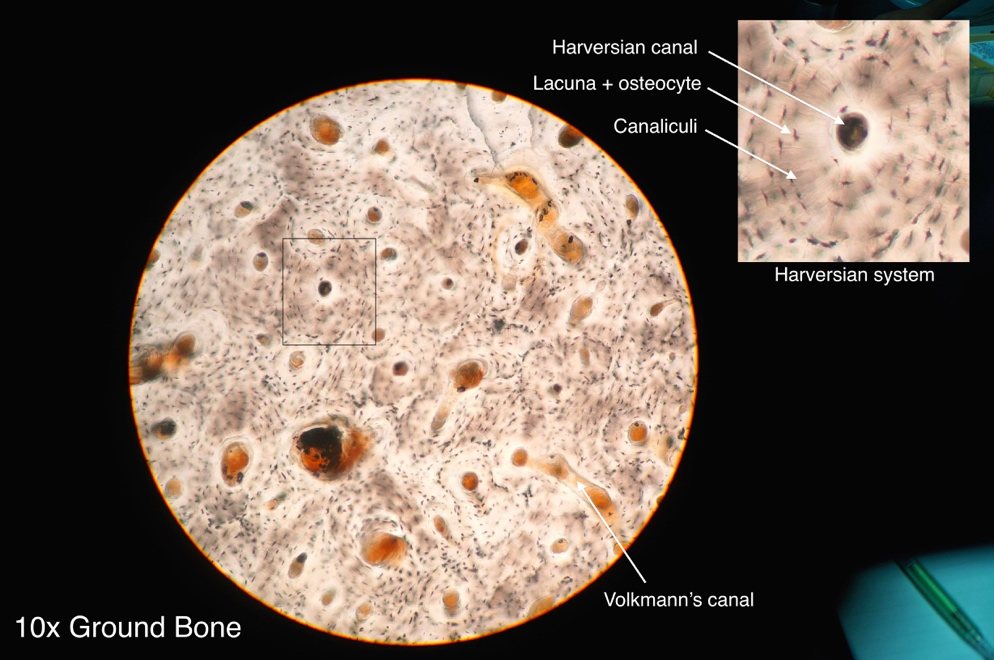 Harversian canal
Lacuna + osteocyte
Canaliculi
Harversian system
Volkmann's canal
10x Ground Bone